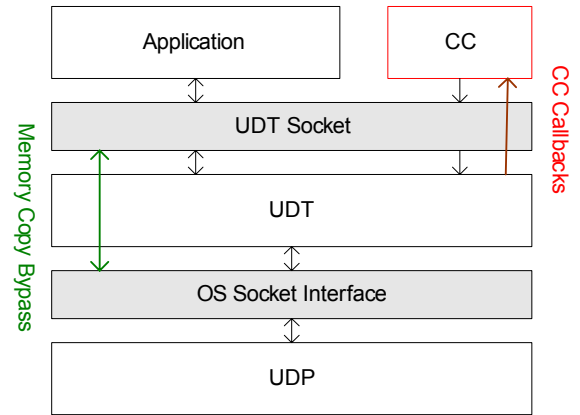 Application
CC
UDT Socket
UDT
OS Socket Interface
UDP
Memory Copy Bypass
CC Callbacks